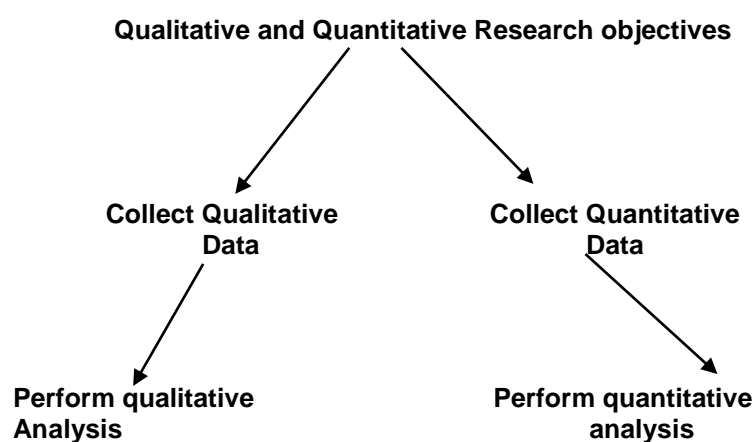 Qualitative and Quantitative Research objectives
Collect Qualitative
Data
Collect Quantitative
Data
Perform qualitative
Analysis
Perform quantitative
analysis